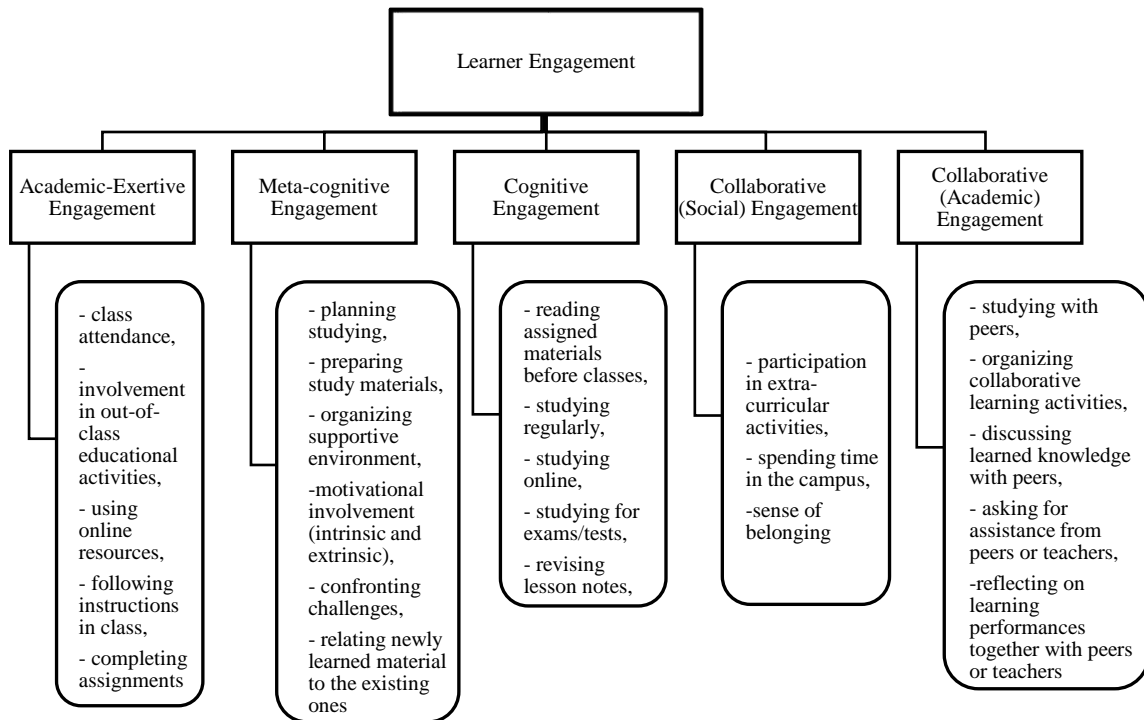 Learner Engagement
Academic-Exertive
Engagement
Meta-cognitive
Engagement
Cognitive
Engagement
Collaborative
(Social) Engagement
Collaborative
(Academic)
Engagement
- class
attendance,
-
involvement
in out-of-
class
educational
activities,
- using
online
resources,
- following
instructions
in class,
- completing
assignments
- planning
studying,
- preparing
study materials,
- organizing
supportive
environment,
-motivational
involvement
(intrinsic and
extrinsic),
- confronting
challenges,
- relating newly
learned material
to the existing
ones
- reading
assigned
materials
before classes,
- studying
regularly,
- studying
online,
- studying for
exams/tests,
- revising
lesson notes,
- participation
in extra-
curricular
activities,
- spending time
in the campus,
-sense of
belonging
- studying with
peers,
- organizing
collaborative
learning activities,
- discussing
learned knowledge
with peers,
- asking for
assistance from
peers or teachers,
-reflecting on
learning
performances
together with peers
or teachers